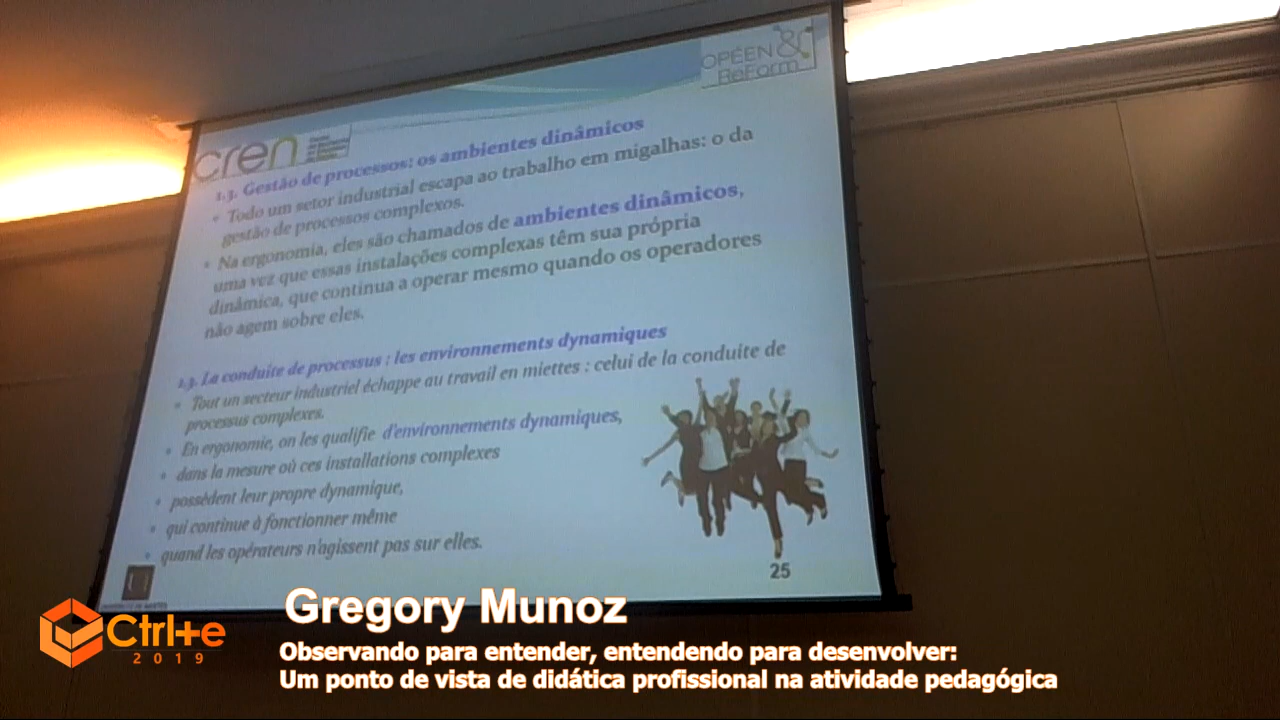 OPÉEN &
ReForm
cren
1.3. Gestão de processos: os ambientes dinâmicos
Todo um setor industrial escapa ao trabalho em migalhas: o da
gestão de processos complexos.
Na ergonomia, eles são chamados de ambientes dinâmicos,
uma vez que essas instalações complexas têm sua própria
dinâmica, que continua a operar mesmo quando os operadores
não agem sobre eles.
1.3. La conduite de processus : les environnements dynamiques
Tout un secteur industriel échappe au travail en miettes : celui de la conduite de
processus complexes.
En ergonomie, on les qualifie d'environnements dynamiques,
dans la mesure où ces installations complexes
possèdent leur propre dynamique,
qui continue à fonctionner même
quand les opérateurs n'agissent pas sur elles.
25
Gregory Munoz
Ctrl+e
2019
Observando para entender, entendendo para desenvolver:
Um ponto de vista de didática profissional na atividade pedagógica